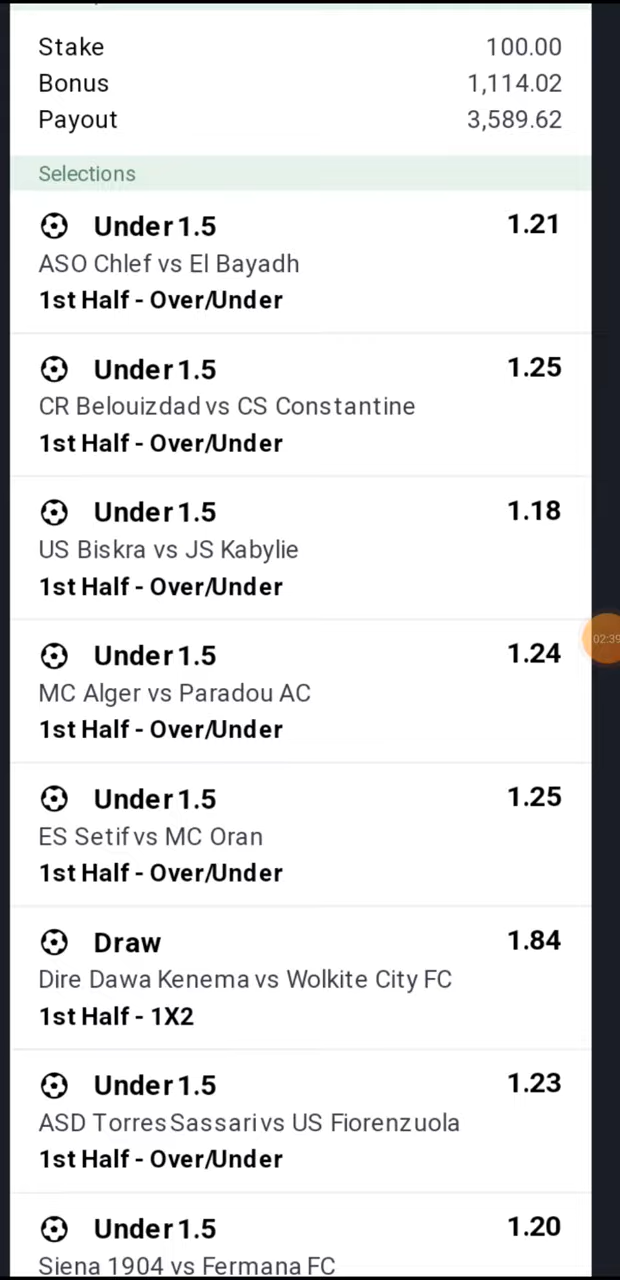 Stake 100.00
Bonus 1,114.02
Payout 3,589.62
Selections
Under 1.5 1.21
ASO Chlef vs El Bayadh
1st Half - Over/Under
Under 1.5 1.25
CR Belouizdad vs CS Constantine
1st Half - Over/Under
Under 1.5 1.18
US Biskra vs JS Kabylie
1st Half - Over/Under
Under 1.5 1.24
MC Alger vs Paradou AC
1st Half - Over/Under
02:39
Under 1.5 1.25
ES Setif vs MC Oran
1st Half - Over/Under
Draw 1.84
Dire Dawa Kenema vs Wolkite City FC
1st Half - 1X2
Under 1.5 1.23
ASD Torres Sassari vs US Fiorenzuola
1st Half - Over/Under
Under 1.5 1.20
Siena 1904 vs Fermana FC